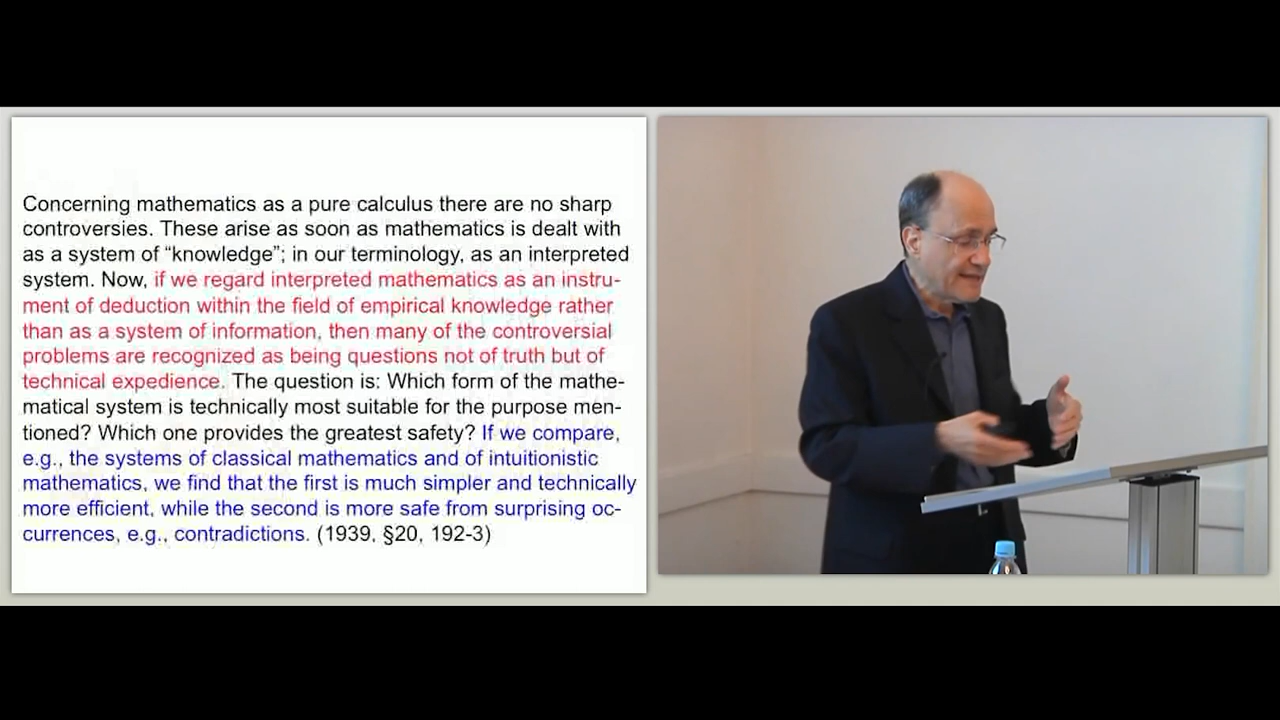 Concerning mathematics as a pure calculus there are no sharp
controversies. These arise as soon as mathematics is dealt with
as a system of “knowledge”; in our terminology, as an interpreted
system. Now, if we regard interpreted mathematics as an instru-
ment of deduction within the field of empirical knowledge rather
than as a system of information, then many of the controversial
problems are recognized as being questions not of truth but of
technical expedience. The question is: Which form of the mathe-
matical system is technically most suitable for the purpose men-
tioned? Which one provides the greatest safety? If we compare,
e.g., the systems of classical mathematics and of intuitionistic
mathematics, we find that the first is much simpler and technically
more efficient, while the second is more safe from surprising oc-
currences, e.g., contradictions. (1939, §20, 192-3)